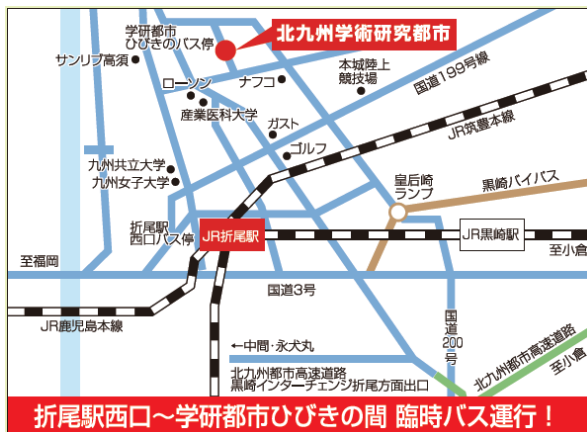 学研都市
ひびきのバス停
北九州学術研究都市
サンリブ高須
ローソン
産業医科大学
ナフコ
本城陸上
競技場
国道199号線
ガスト
ゴルフ
JR筑豊本線
九州共立大学
九州女子大学
皇后崎
ランプ
黒崎バイパス
折尾駅
西口バス停
JR折尾駅
JR黒崎駅
至小倉
至福岡
国道3号
JR鹿児島本線
国道200号
←中間・永犬丸
北九州都市高速道路
黒崎インターチェンジ折尾方面出口
北九州都市高速道路
至小倉
折尾駅西口～学研都市ひびきの間 臨時バス運行！